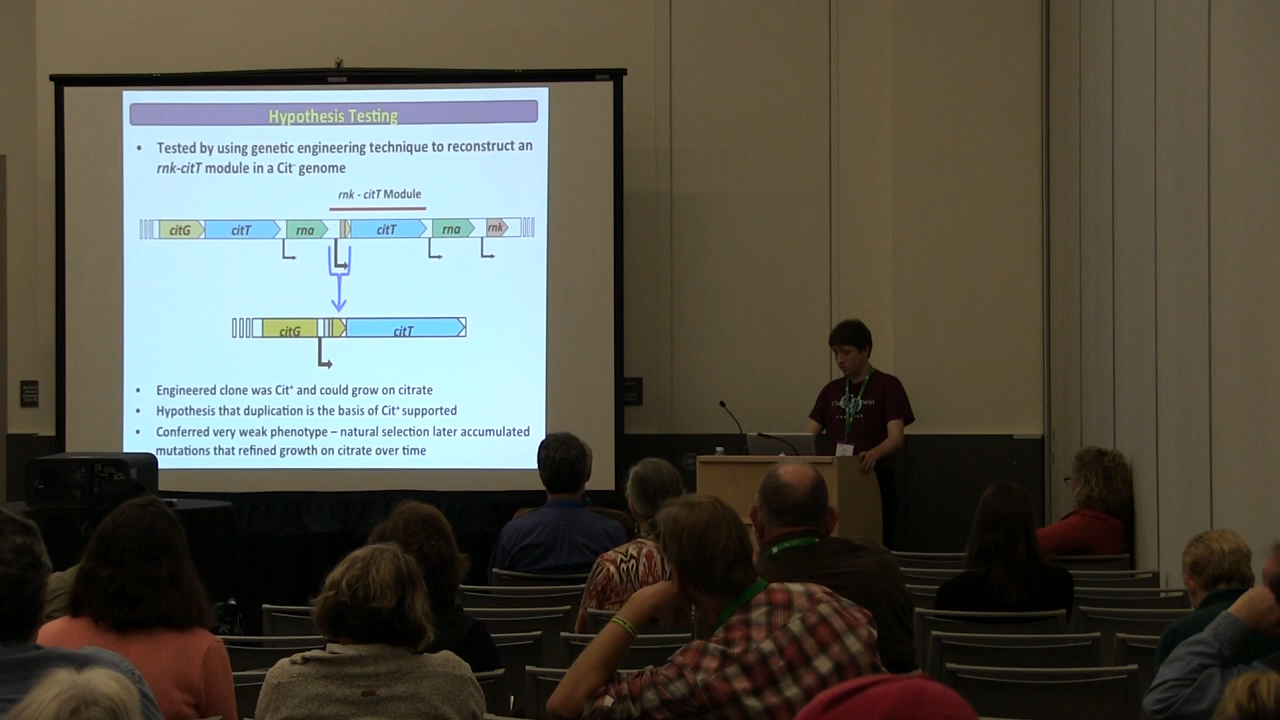 Hypothesis Testing
• Tested by using genetic engineering technique to reconstruct an
rnk-citT module in a Cit⁻ genome
rnk - citT Module
citG citT rna citT rna rnk
citG citT
• Engineered clone was Cit⁺ and could grow on citrate
• Hypothesis that duplication is the basis of Cit⁺ supported
• Conferred very weak phenotype – natural selection later accumulated
mutations that refined growth on citrate over time